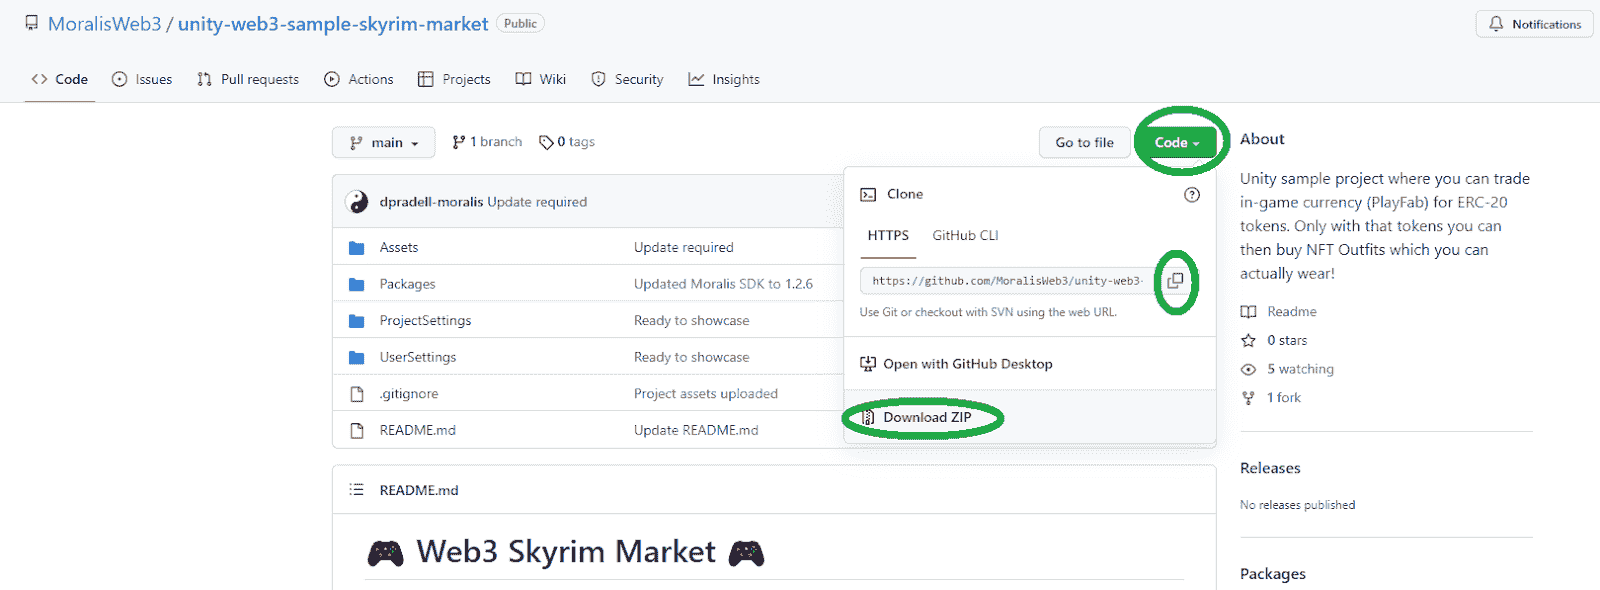 MoralisWeb3 / unity-web3-sample-skyrim-market Public
Notifications
Code Issues Pull requests Actions Projects Wiki Security Insights
main 1 branch 0 tags Go to file Code
dpradell-moralis Update required
Assets Update required
Packages Updated Moralis SDK to 1.2.6
ProjectSettings Ready to showcase
UserSettings Ready to showcase
.gitignore Project assets uploaded
README.md Update README.md
Clone
HTTPS GitHub CLI
https://github.com/MoralisWeb3/unity-web3-
Use Git or checkout with SVN using the web URL.
Open with GitHub Desktop
Download ZIP
README.md
Web3 Skyrim Market
About
Unity sample project where you can trade
in-game currency (PlayFab) for ERC-20
tokens. Only with that tokens you can
then buy NFT Outfits which you can
actually wear!
Readme
0 stars
5 watching
1 fork
Releases
No releases published
Packages